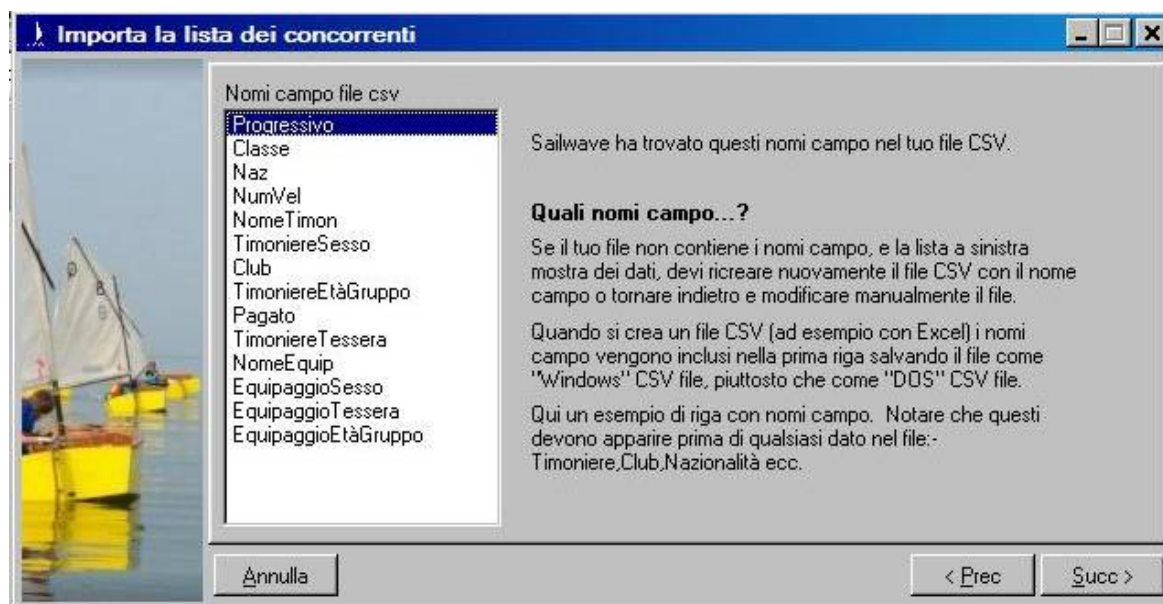 Importa la lista dei concorrenti
Nomi campo file csv
Progressivo
Classe
Naz
NumVel
NomeTimon
TimoniereSesso
Club
TimoniereEtàGruppo
Pagato
TimoniereTessera
NomeEquip
EquipaggioSesso
EquipaggioTessera
EquipaggioEtàGruppo
Sailwave ha trovato questi nomi campo nel tuo file CSV.
Quali nomi campo...?
Se il tuo file non contiene i nomi campo, e la lista a sinistra
mostra dei dati, devi ricreare nuovamente il file CSV con il nome
campo o tornare indietro e modificare manualmente il file.
Quando si crea un file CSV (ad esempio con Excel) i nomi
campo vengono inclusi nella prima riga salvando il file come
"Windows" CSV file, piuttosto che come "DOS" CSV file.
Qui un esempio di riga con nomi campo. Notare che questi
devono apparire prima di qualsiasi dato nel file:-
Timoniere,Club,Nazionalità ecc.
Annulla
< Prec
Succ >